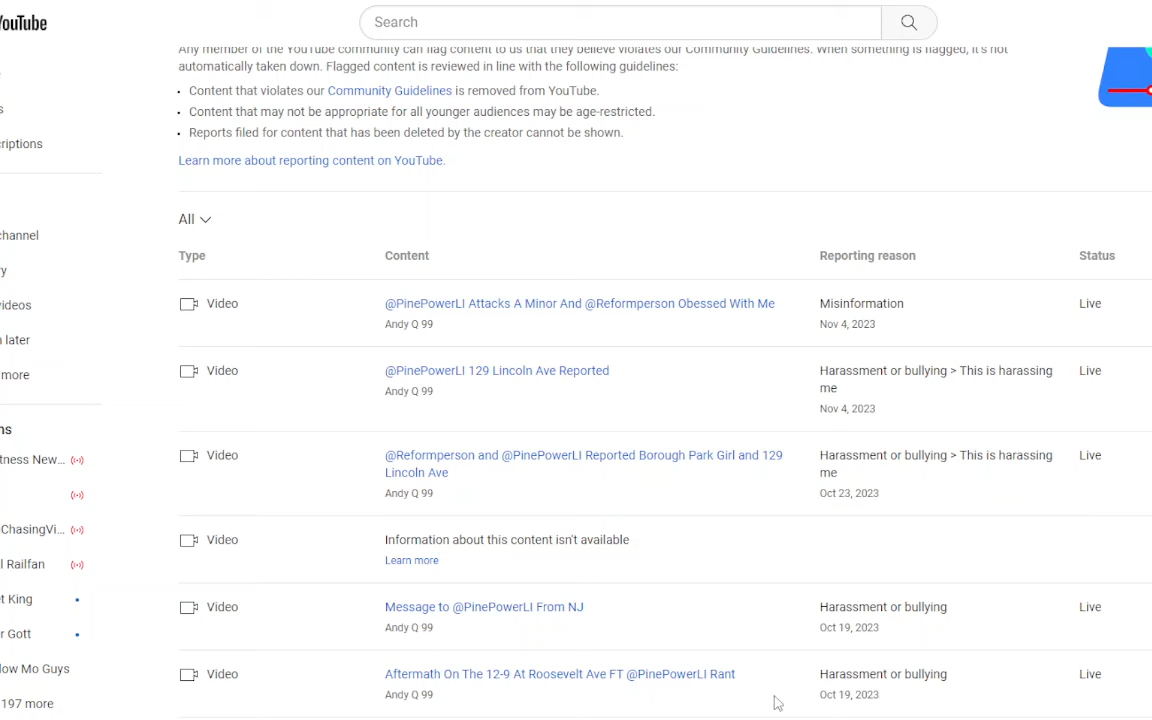 YouTube
Search
Any member of the YouTube community can flag content to us that they believe violates our Community Guidelines. When something is flagged, it's not
automatically taken down. Flagged content is reviewed in line with the following guidelines:
• Content that violates our Community Guidelines is removed from YouTube.
• Content that may not be appropriate for all younger audiences may be age-restricted.
• Reports filed for content that has been deleted by the creator cannot be shown.
Learn more about reporting content on YouTube.
criptions
channel
ry
videos
n later
more
ns
tness New...
ChasingVi...
l Railfan
t King
r Gott
low Mo Guys
197 more
All
Type Content Reporting reason Status
Video @PinePowerLI Attacks A Minor And @Reformperson Obessed With Me Misinformation Live
Andy Q 99 Nov 4, 2023
Video @PinePowerLI 129 Lincoln Ave Reported Harassment or bullying > This is harassing Live
me
Andy Q 99
Nov 4, 2023
Video @Reformperson and @PinePowerLI Reported Borough Park Girl and 129 Harassment or bullying > This is harassing Live
Lincoln Ave me
Andy Q 99 Oct 23, 2023
Video Information about this content isn't available
Learn more
Video Message to @PinePowerLI From NJ Harassment or bullying Live
Andy Q 99 Oct 19, 2023
Video Aftermath On The 12-9 At Roosevelt Ave FT @PinePowerLI Rant Harassment or bullying Live
Andy Q 99 Oct 19, 2023